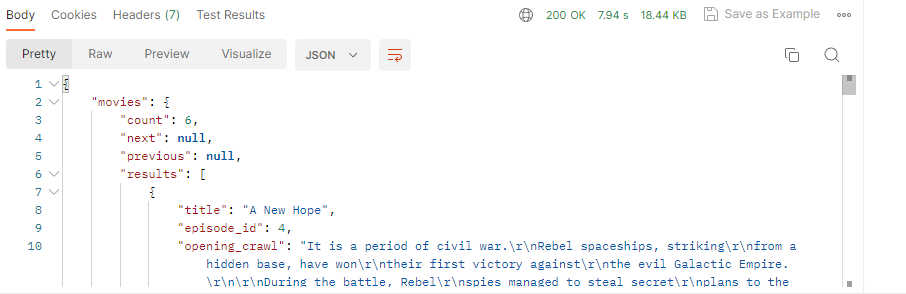 Body Cookies Headers (7) Test Results 200 OK 7.94 s 18.44 KB Save as Example
Pretty Raw Preview Visualize JSON
1 {
2 "movies": {
3 "count": 6,
4 "next": null,
5 "previous": null,
6 "results": [
7 {
8 "title": "A New Hope",
9 "episode_id": 4,
10 "opening_crawl": "It is a period of civil war.\r\nRebel spaceships, striking\r\nfrom a
hidden base, have won\r\ntheir first victory against\r\nthe evil Galactic Empire.
\r\n\r\nDuring the battle, Rebel\r\nspies managed to steal secret\r\nplans to the